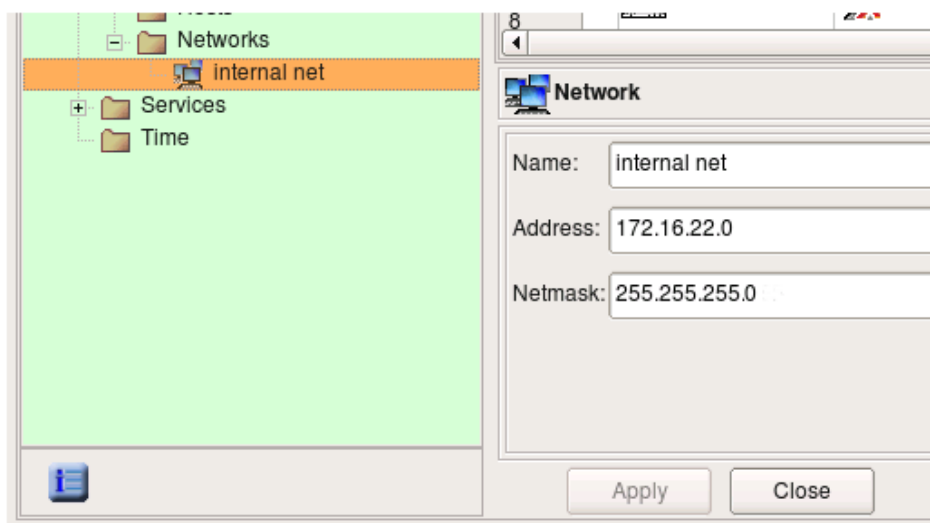 Hosts
Networks
internal net
Services
Time
8
Network
Name: internal net
Address: 172.16.22.0
Netmask: 255.255.255.0
Apply Close